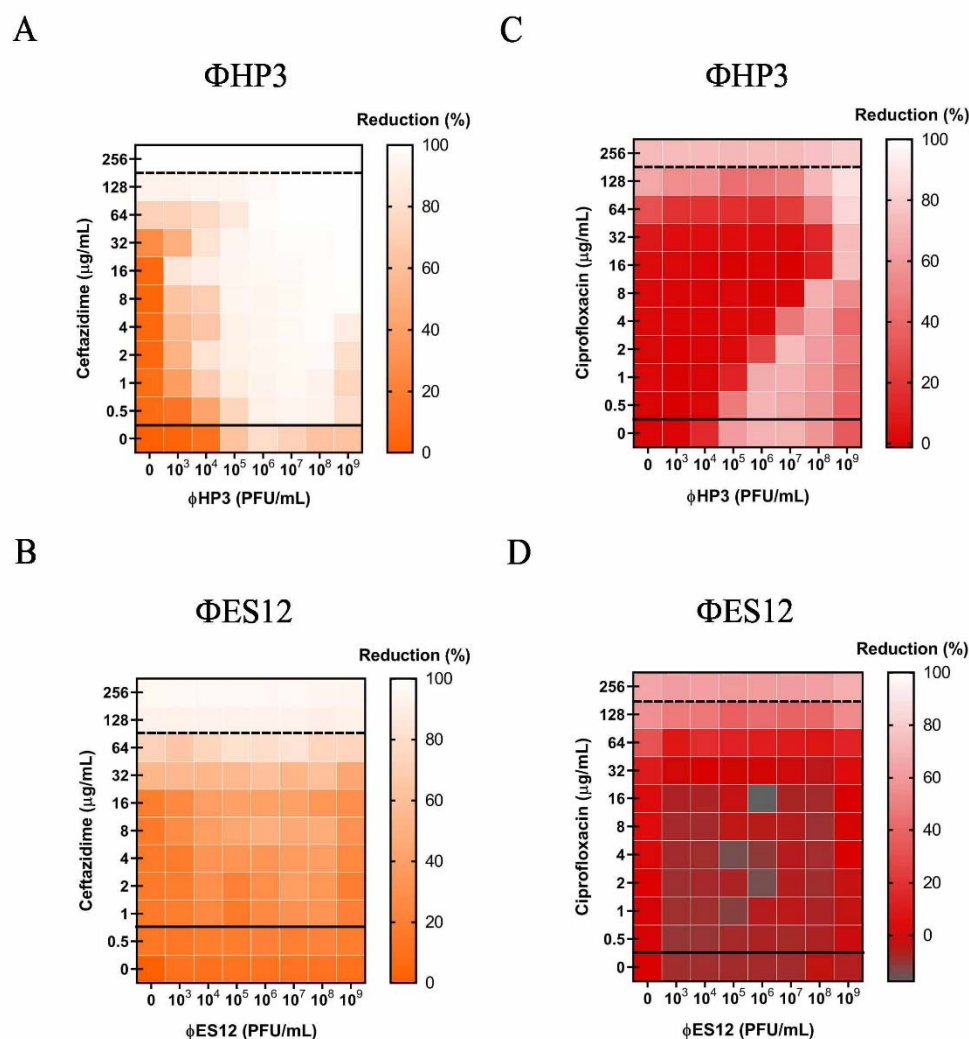 A
ΦHP3
Reduction (%)
Ceftazidime (μg/mL)
256
128
64
32
16
8
4
2
1
0.5
0
0 10³ 10⁴ 10⁵ 10⁶ 10⁷ 10⁸ 10⁹
ϕHP3 (PFU/mL)
100
80
60
40
20
0
C
ΦHP3
Reduction (%)
Ciprofloxacin (μg/mL)
256
128
64
32
16
8
4
2
1
0.5
0
0 10³ 10⁴ 10⁵ 10⁶ 10⁷ 10⁸ 10⁹
ϕHP3 (PFU/mL)
100
80
60
40
20
0
B
ΦES12
Reduction (%)
Ceftazidime (μg/mL)
256
128
64
32
16
8
4
2
1
0.5
0
0 10³ 10⁴ 10⁵ 10⁶ 10⁷ 10⁸ 10⁹
ϕES12 (PFU/mL)
100
80
60
40
20
0
D
ΦES12
Reduction (%)
Ciprofloxacin (μg/mL)
256
128
64
32
16
8
4
2
1
0.5
0
0 10³ 10⁴ 10⁵ 10⁶ 10⁷ 10⁸ 10⁹
ϕES12 (PFU/mL)
100
80
60
40
20
0